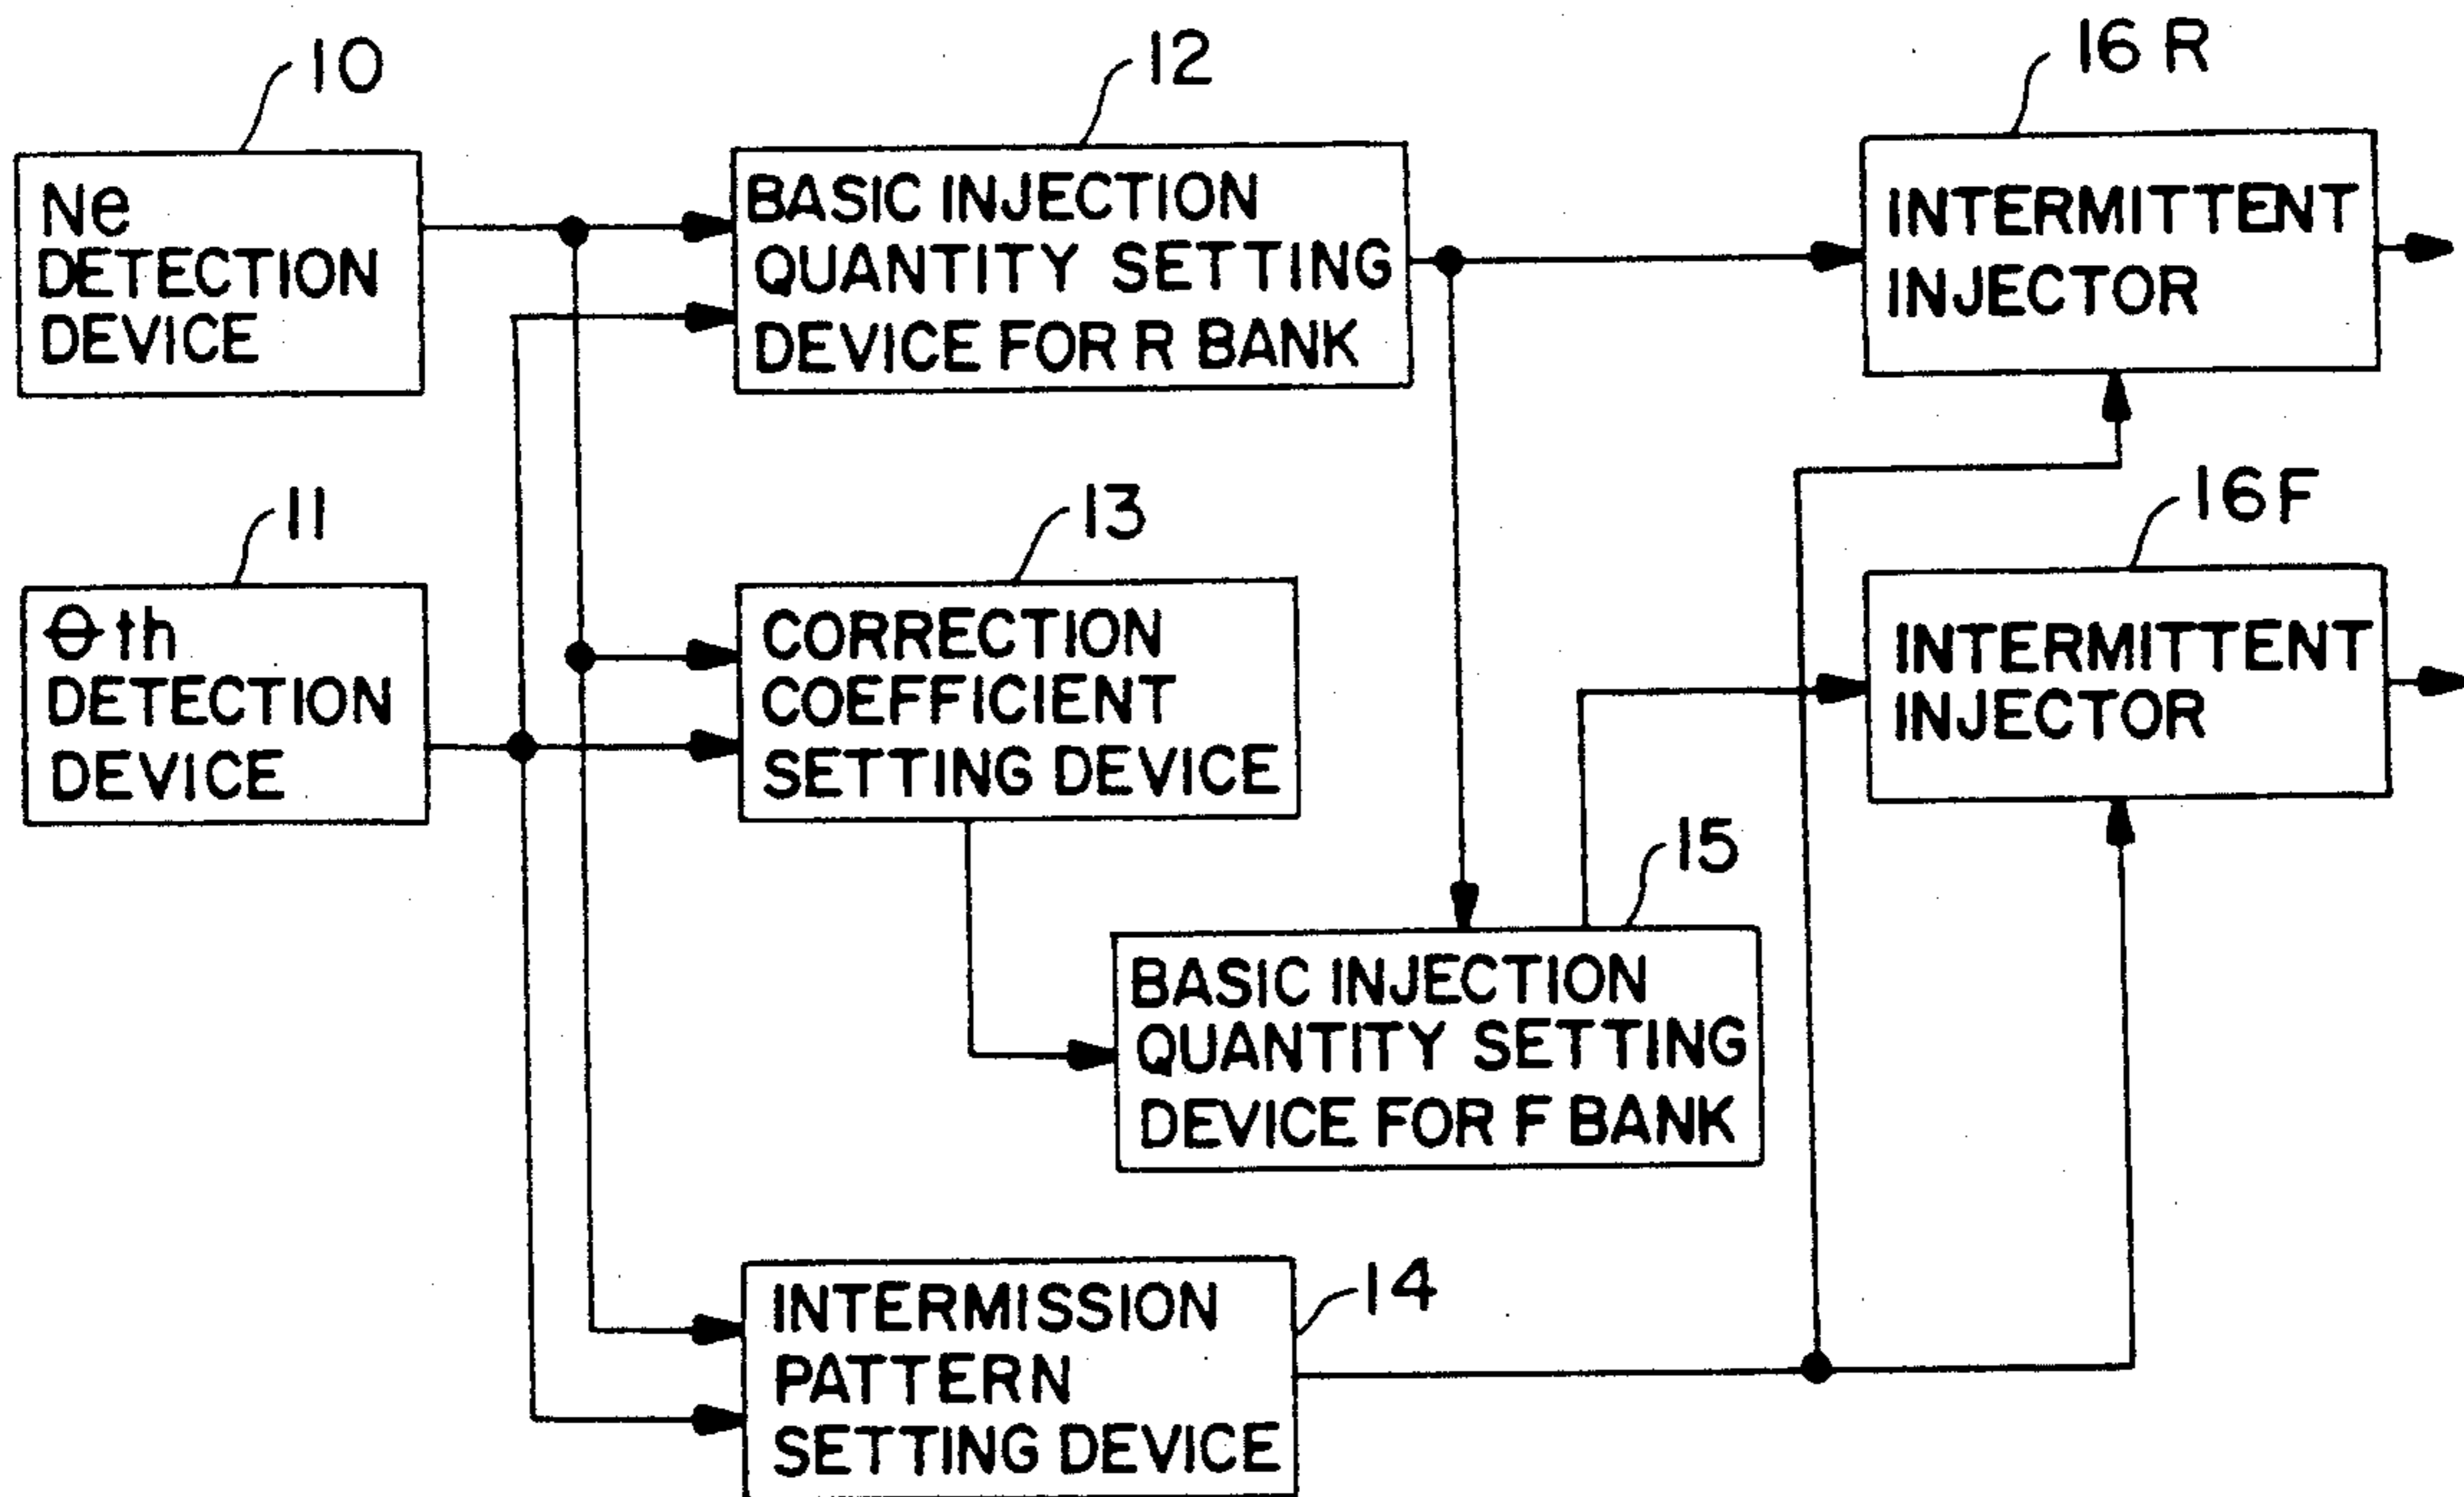 10
Ne
DETECTION
DEVICE
12
BASIC INJECTION
QUANTITY SETTING
DEVICE FOR R BANK
16 R
INTERMITTENT
INJECTOR
11
θth
DETECTION
DEVICE
13
CORRECTION
COEFFICIENT
SETTING DEVICE
16F
INTERMITTENT
INJECTOR
15
BASIC INJECTION
QUANTITY SETTING
DEVICE FOR F BANK
14
INTERMISSION
PATTERN
SETTING DEVICE